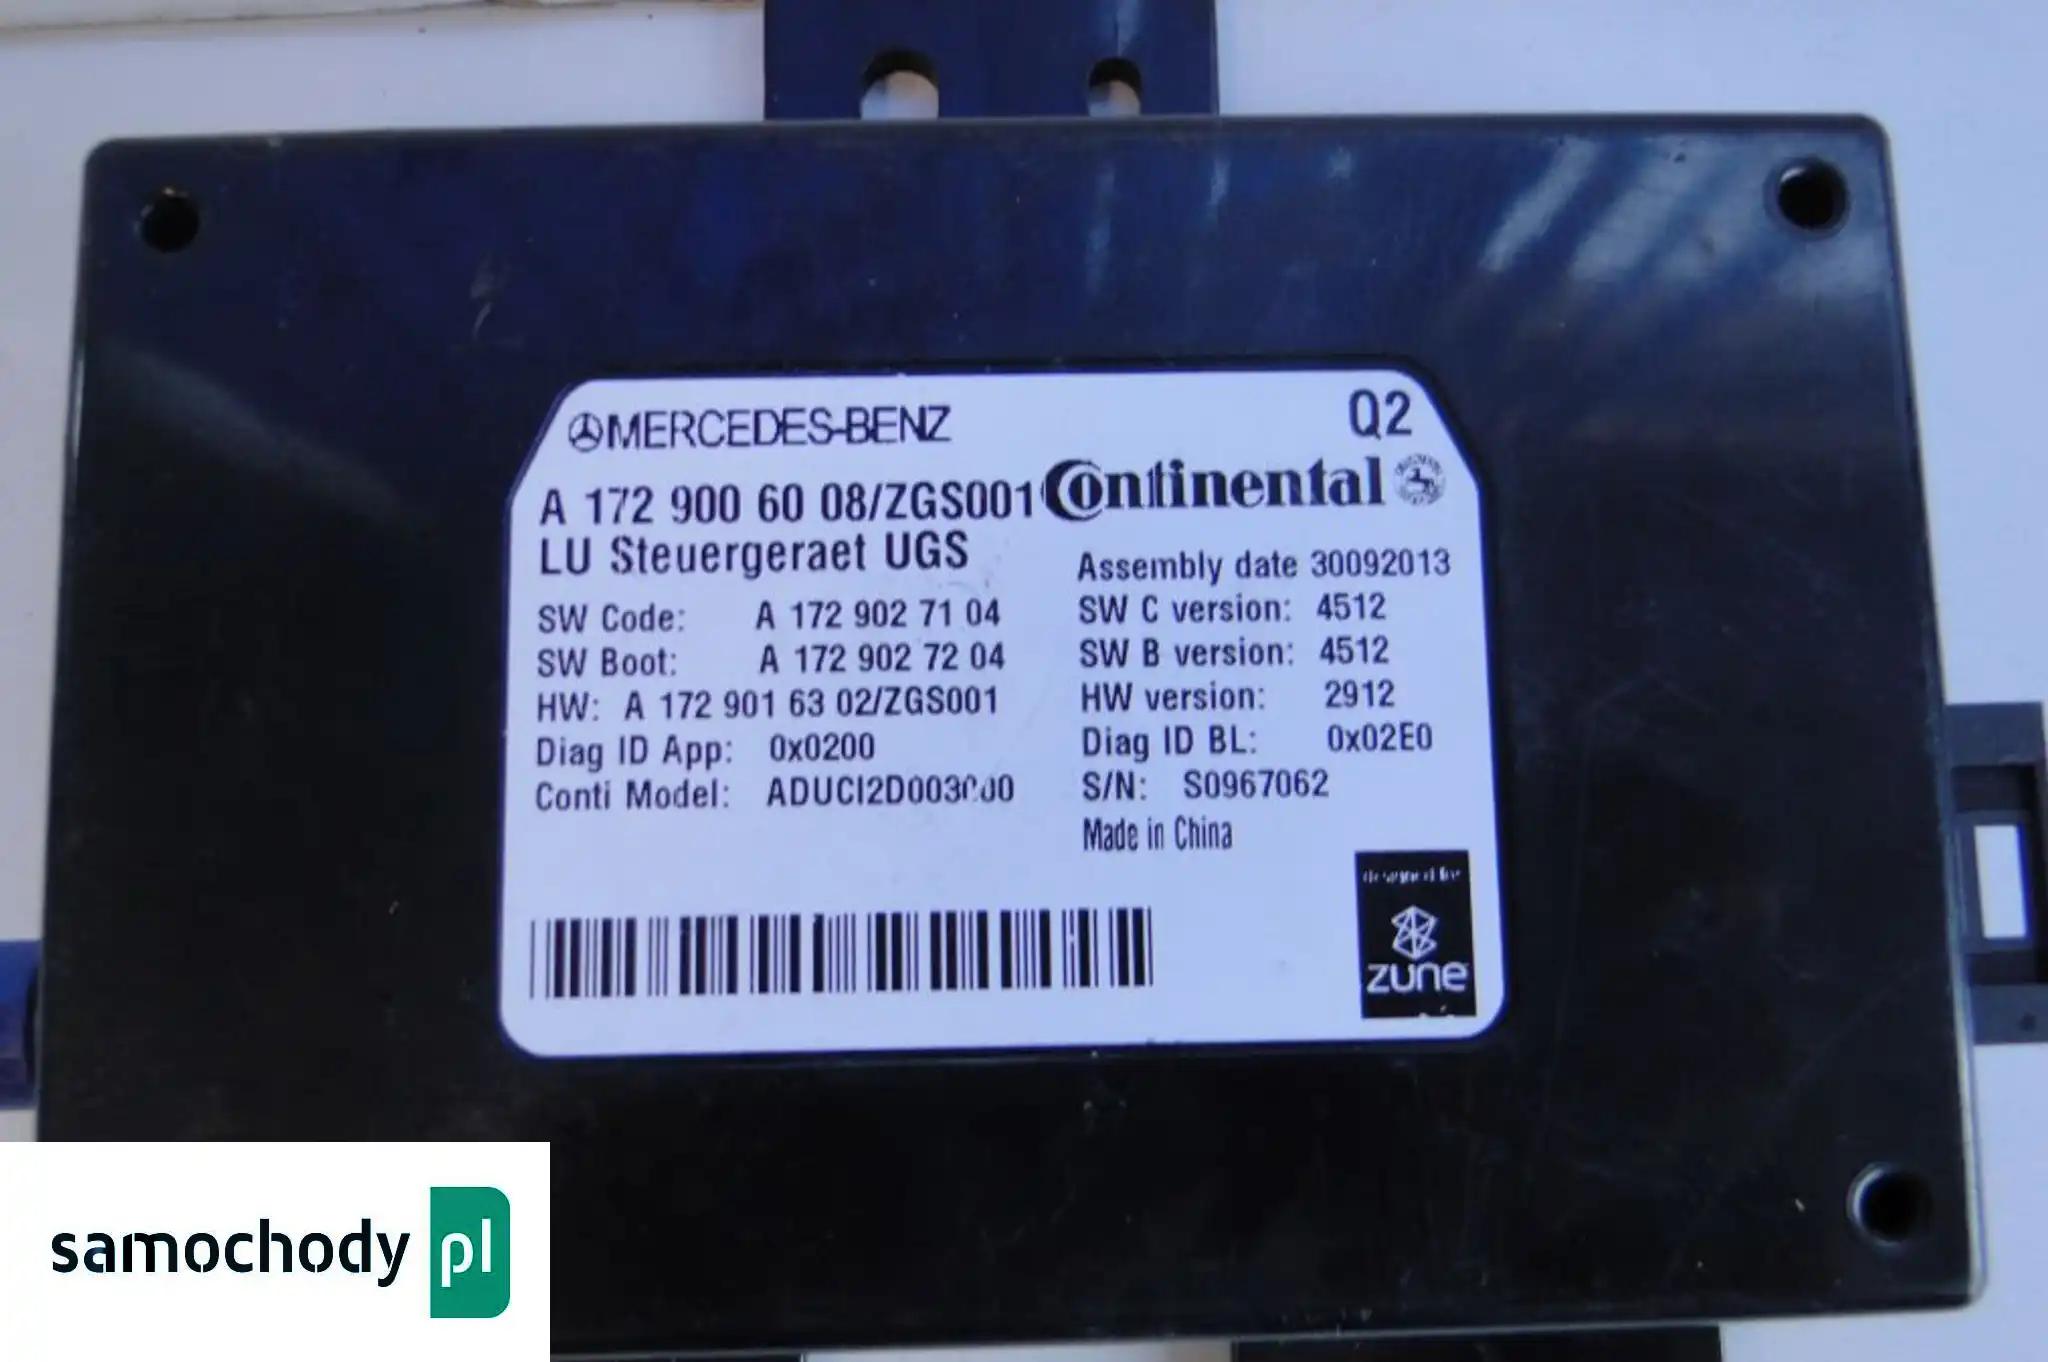 MERCEDES-BENZ
Q2
A 172 900 60 08/ZGS001
Continental
LU Steuergeraet UGS
Assembly date 30092013
SW Code: A 172 902 71 04
SW C version: 4512
SW Boot: A 172 902 72 04
SW B version: 4512
HW: A 172 901 63 02/ZGS001
HW version: 2912
Diag ID App: 0x0200
Diag ID BL: 0x02E0
Conti Model:
S/N: S0967062
Made in China
designed for
zune
samochody pl